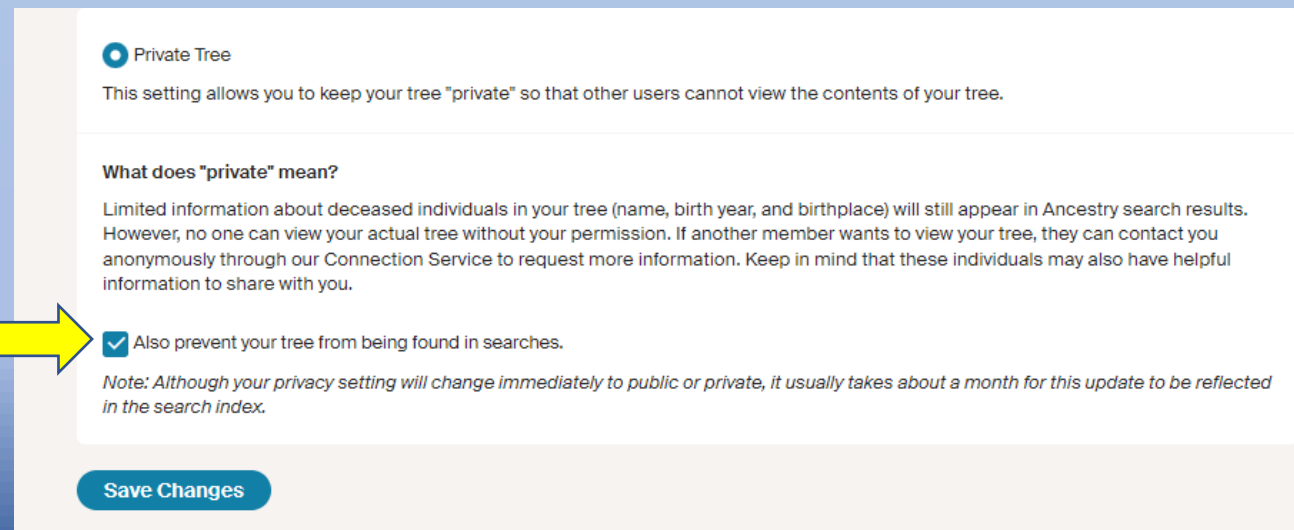 Private Tree
This setting allows you to keep your tree "private" so that other users cannot view the contents of your tree.
What does "private" mean?
Limited information about deceased individuals in your tree (name, birth year, and birthplace) will still appear in Ancestry search results.
However, no one can view your actual tree without your permission. If another member wants to view your tree, they can contact you
anonymously through our Connection Service to request more information. Keep in mind that these individuals may also have helpful
information to share with you.
Also prevent your tree from being found in searches.
Note: Although your privacy setting will change immediately to public or private, it usually takes about a month for this update to be reflected
in the search index.
Save Changes